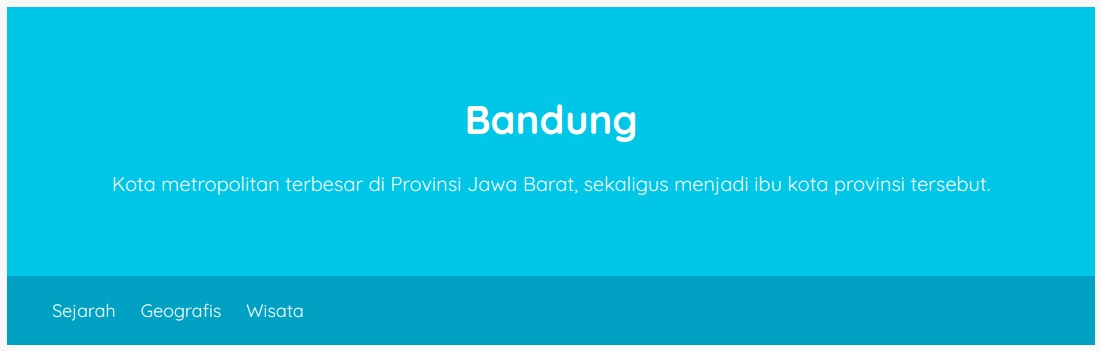 Bandung
Kota metropolitan terbesar di Provinsi Jawa Barat, sekaligus menjadi ibu kota provinsi tersebut.
Sejarah Geografis Wisata